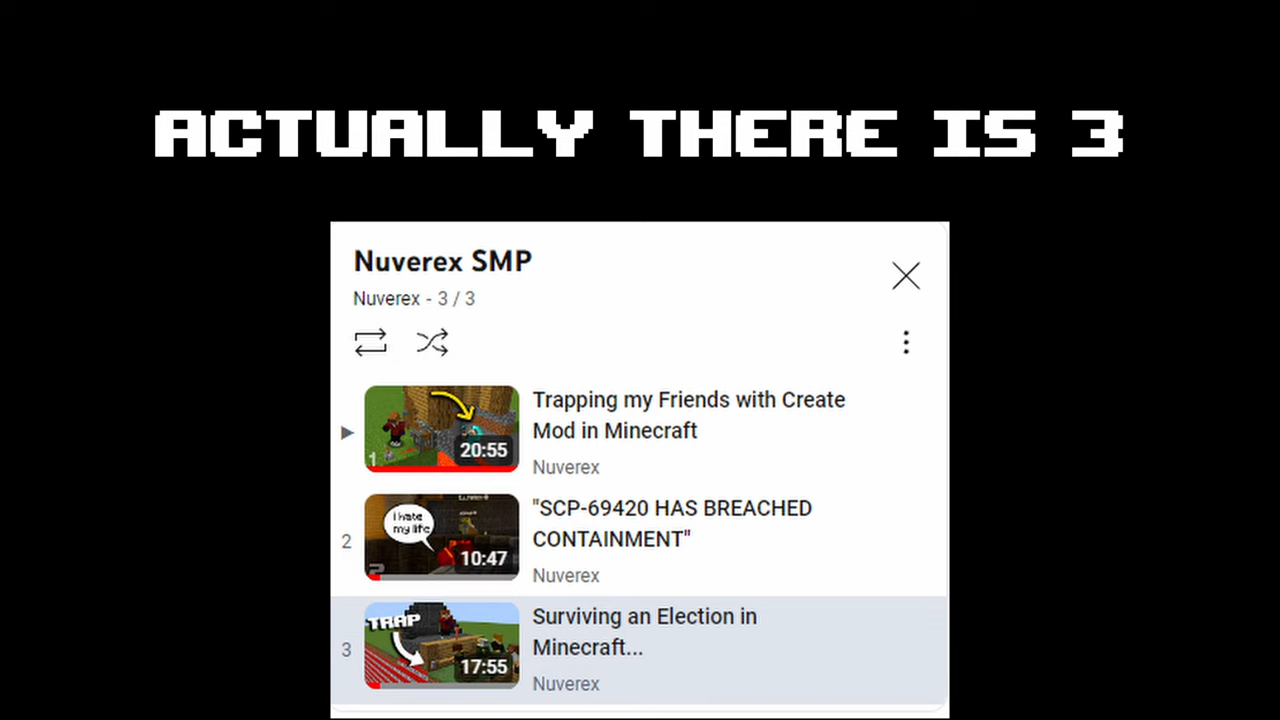 ACTUALLY THERE IS 3
Nuverex SMP
Nuverex - 3 / 3
Trapping my Friends with Create
Mod in Minecraft
Nuverex
1
20:55
2
"SCP-69420 HAS BREACHED
CONTAINMENT"
Nuverex
I hate
my life
10:47
2
3
Surviving an Election in
Minecraft...
Nuverex
TRAP
17:55